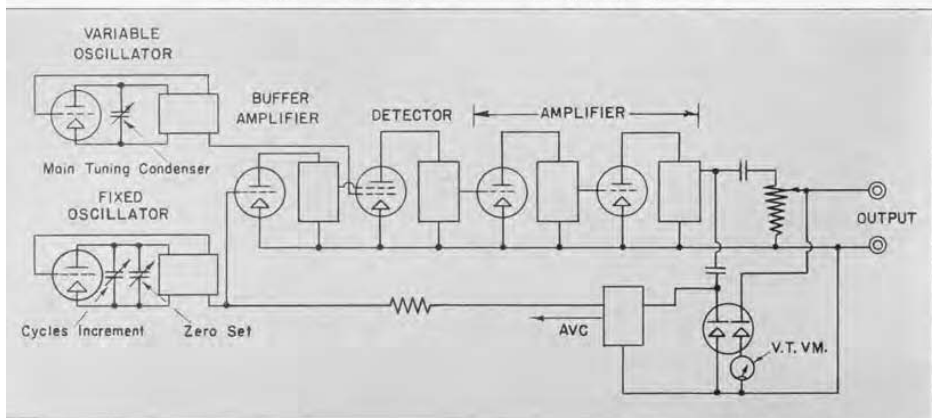 VARIABLE
OSCILLATOR
Main Tuning Condenser
BUFFER
AMPLIFIER
DETECTOR
AMPLIFIER
FIXED
OSCILLATOR
Cycles Increment
Zero Set
OUTPUT
AVC
V.T. VM.